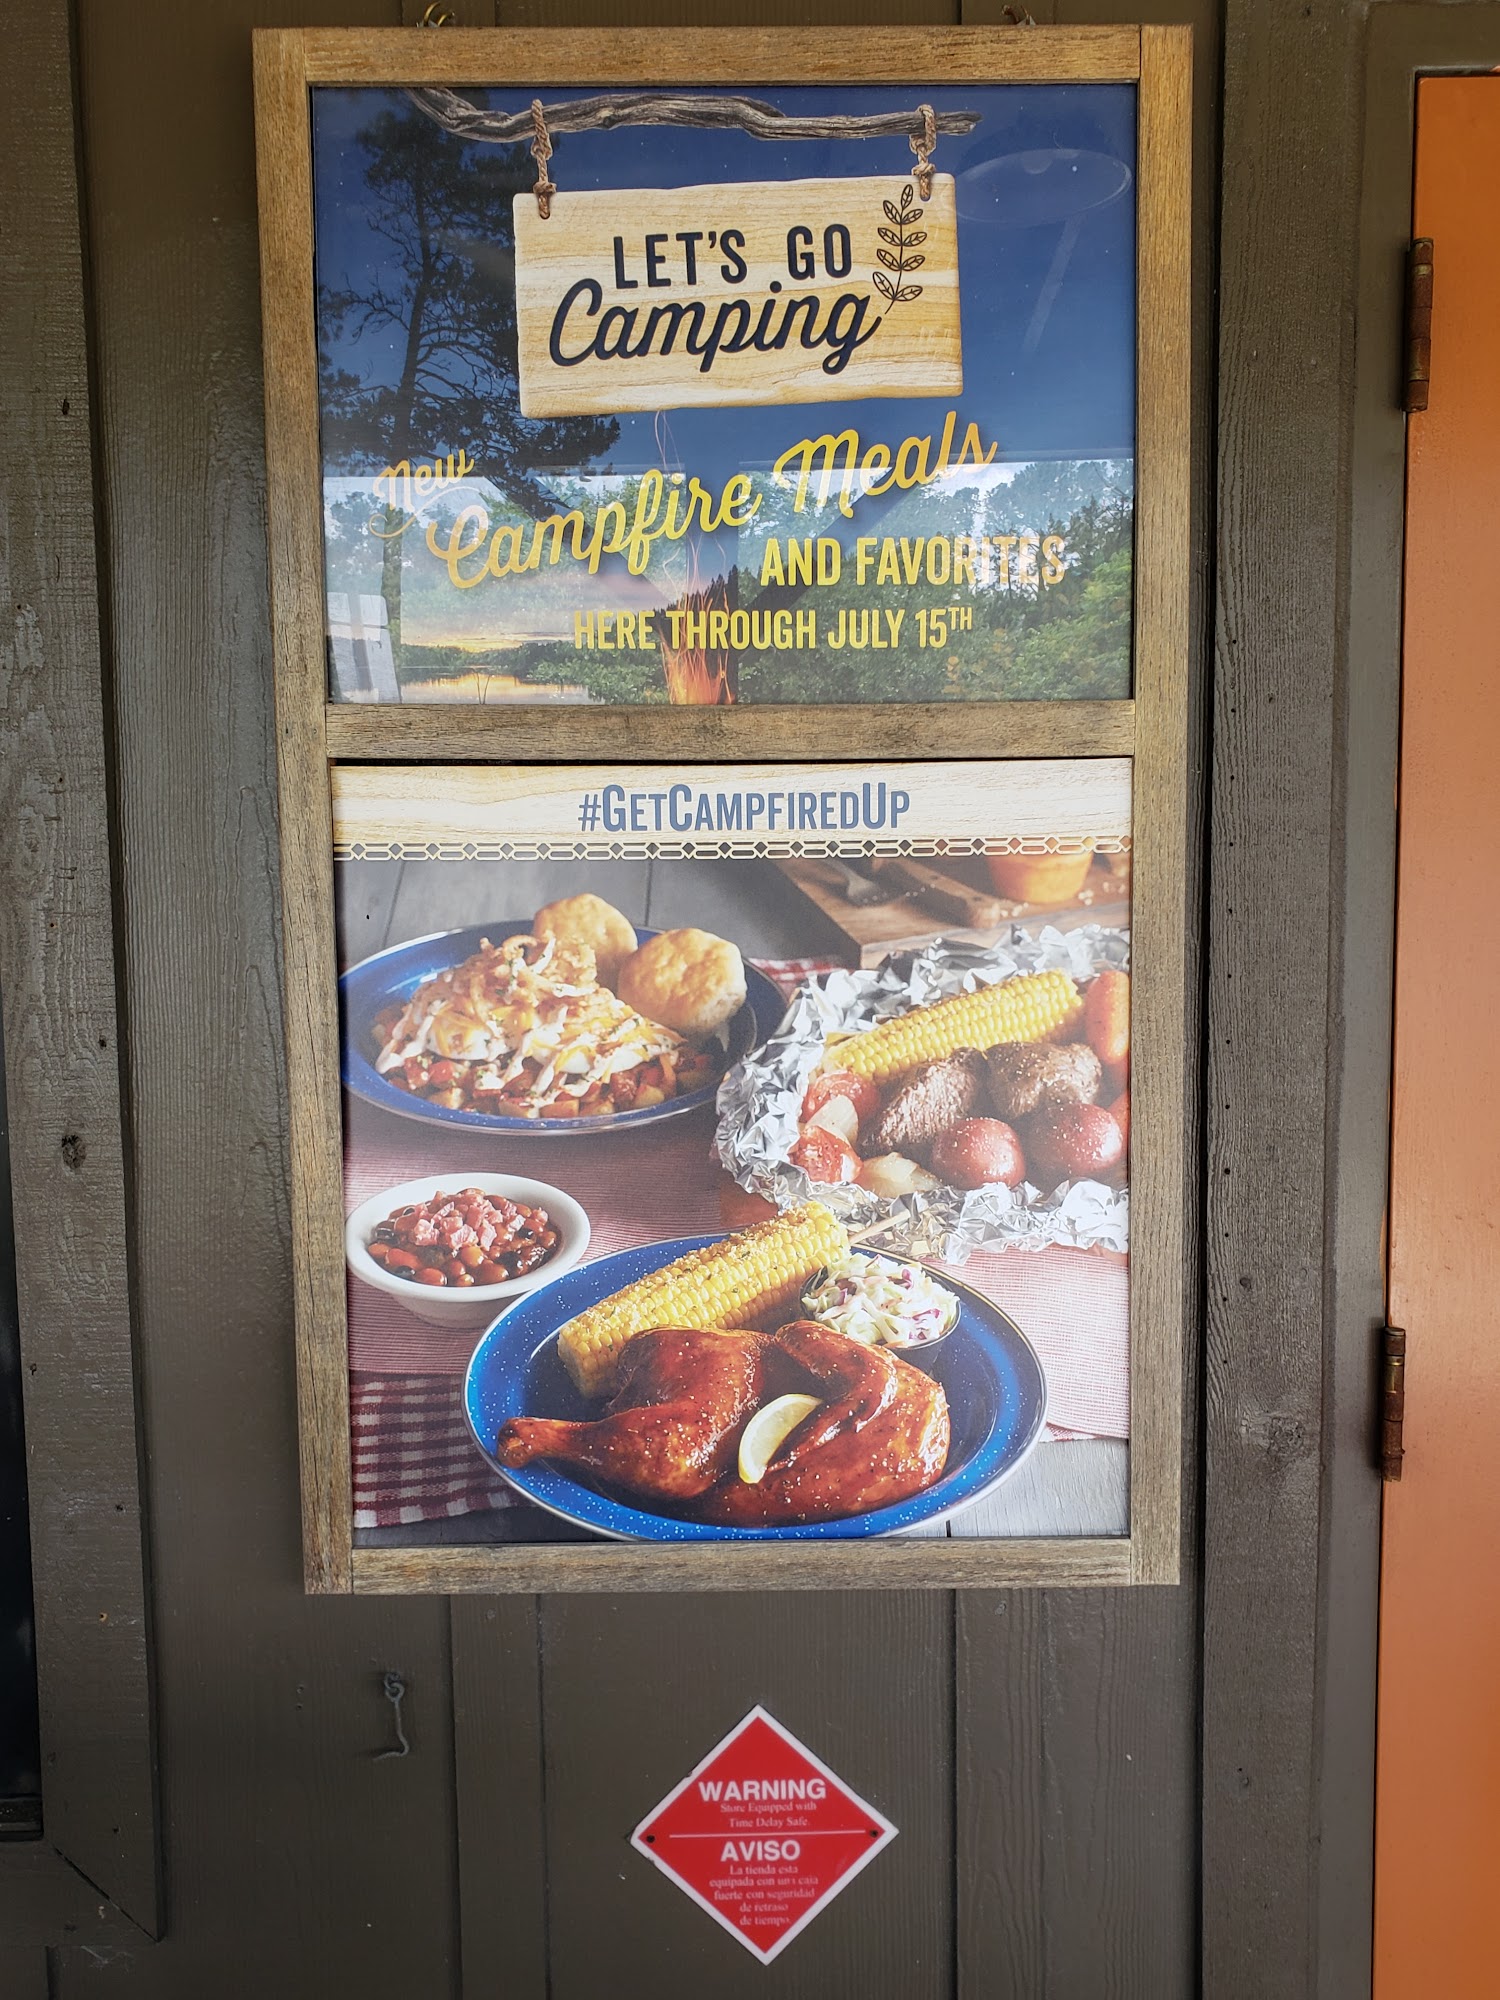 LET'S GO
Camping
New
Campfire Meals
AND FAVORITES
HERE THROUGH JULY 15TH
#GETCAMPFIREDUP
WARNING
Store Equipped with
Time Delay Safe.
AVISO
La tienda esta
equipada con una caja
fuerte con seguridad
de retraso
de tiempo.